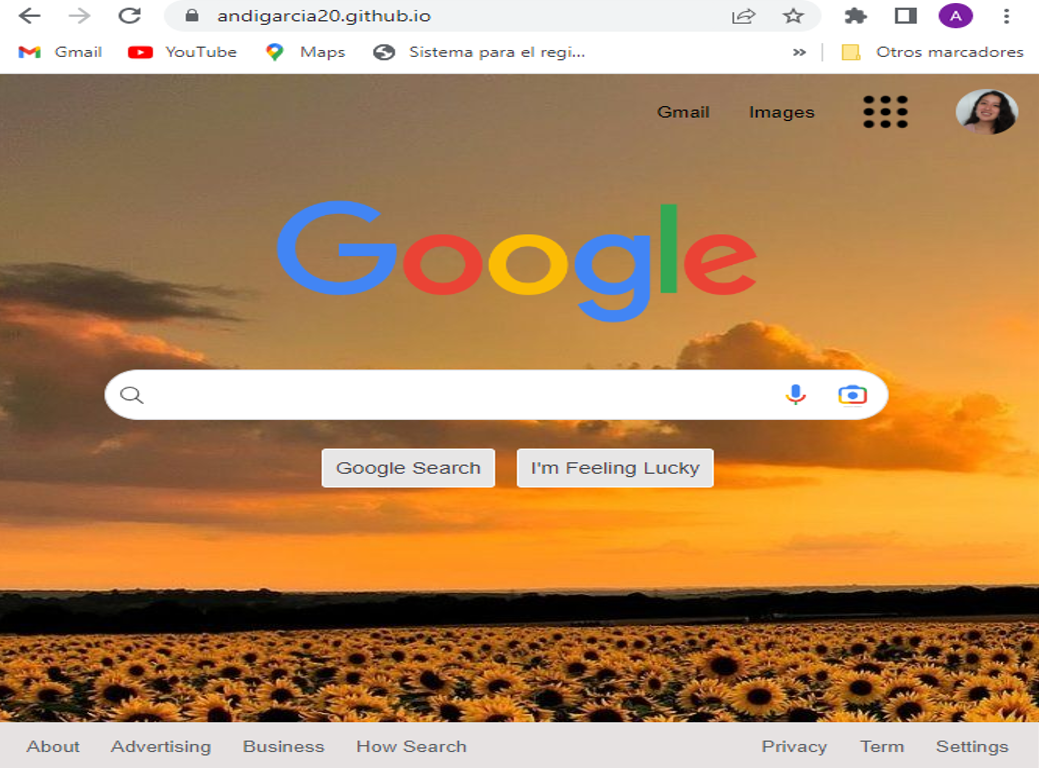 andigarcia20.github.io
A
Gmail YouTube Maps Sistema para el regi... » Otros marcadores
Gmail Images
Google
Google Search I'm Feeling Lucky
About Advertising Business How Search Privacy Term Settings